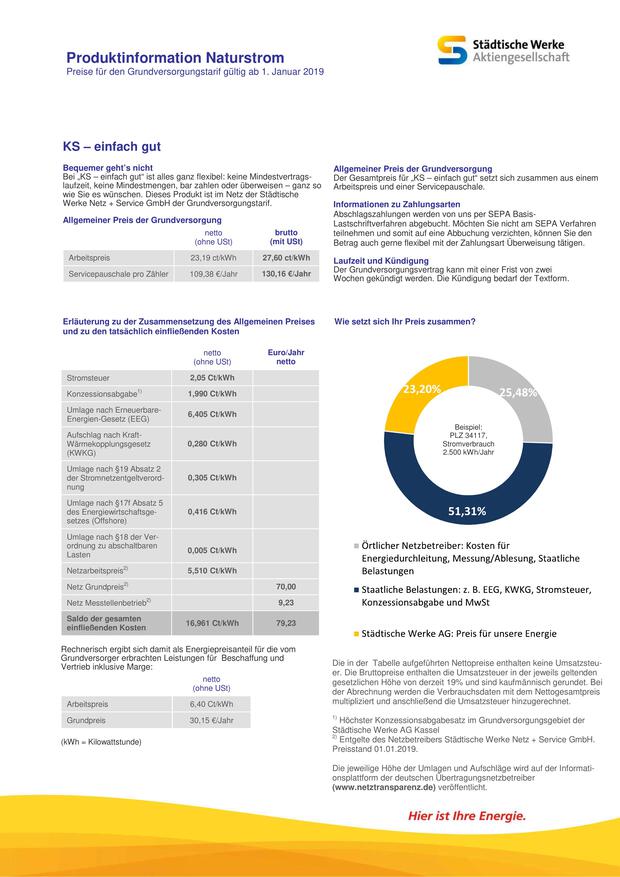 Produktinformation Naturstrom
Preise für den Grundversorgungstarif gültig ab 1. Januar 2019
Städtische Werke
Aktiengesellschaft
KS – einfach gut
Bequemer geht's nicht
Bei „KS – einfach gut“ ist alles ganz flexibel: keine Mindestvertrags-
laufzeit, keine Mindestmengen, bar zahlen oder überweisen – ganz so
wie Sie es wünschen. Dieses Produkt ist im Netz der Städtische
Werke Netz + Service GmbH der Grundversorgungstarif.
Allgemeiner Preis der Grundversorgung
netto brutto
(ohne USt) (mit USt)
Arbeitspreis 23,19 ct/kWh 27,60 ct/kWh
Servicepauschale pro Zähler 109,38 €/Jahr 130,16 €/Jahr
Allgemeiner Preis der Grundversorgung
Der Gesamtpreis für „KS – einfach gut“ setzt sich zusammen aus einem
Arbeitspreis und einer Servicepauschale.
Informationen zu Zahlungsarten
Abschlagszahlungen werden von uns per SEPA Basis-
Lastschriftverfahren abgebucht. Möchten Sie nicht am SEPA Verfahren
teilnehmen und somit auf eine Abbuchung verzichten, können Sie den
Betrag auch gerne flexibel mit der Zahlungsart Überweisung tätigen.
Laufzeit und Kündigung
Der Grundversorgungsvertrag kann mit einer Frist von zwei
Wochen gekündigt werden. Die Kündigung bedarf der Textform.
Erläuterung zu der Zusammensetzung des Allgemeinen Preises
und zu den tatsächlich einfließenden Kosten
netto Euro/Jahr
(ohne USt) netto
Stromsteuer 2,05 Ct/kWh
Konzessionsabgabe1) 1,990 Ct/kWh
Umlage nach Erneuerbare-
Energien-Gesetz (EEG) 6,405 Ct/kWh
Aufschlag nach Kraft-
Wärmekopplungsgesetz 0,280 Ct/kWh
(KWKG)
Umlage nach §19 Absatz 2
der Stromnetzentgeltverord- 0,305 Ct/kWh
nung
Umlage nach §17f Absatz 5
des Energiewirtschaftsge- 0,416 Ct/kWh
setzes (Offshore)
Umlage nach §18 der Ver-
ordnung zu abschaltbaren 0,005 Ct/kWh
Lasten
Netzarbeitspreis2) 5,510 Ct/kWh
Netz Grundpreis2) 70,00
Netz Messtellenbetrieb2) 9,23
Saldo der gesamten
einfließenden Kosten 16,961 Ct/kWh 79,23
Rechnerisch ergibt sich damit als Energiepreisanteil für die vom
Grundversorger erbrachten Leistungen für Beschaffung und
Vertrieb inklusive Marge:
netto
(ohne USt)
Arbeitspreis 6,40 Ct/kWh
Grundpreis 30,15 €/Jahr
(kWh = Kilowattstunde)
Wie setzt sich Ihr Preis zusammen?
23,20% 25,48%
Beispiel:
PLZ 34117,
Stromverbrauch
2.500 kWh/Jahr
51,31%
Örtlicher Netzbetreiber: Kosten für
Energiedurchleitung, Messung/Ablesung, Staatliche
Belastungen
Staatliche Belastungen: z. B. EEG, KWKG, Stromsteuer,
Konzessionsabgabe und MwSt
Städtische Werke AG: Preis für unsere Energie
Die in der Tabelle aufgeführten Nettopreise enthalten keine Umsatzsteu-
er. Die Bruttopreise enthalten die Umsatzsteuer in der jeweils geltenden
gesetzlichen Höhe von derzeit 19% und sind kaufmännisch gerundet. Bei
der Abrechnung werden die Verbrauchsdaten mit dem Nettogesamtpreis
multipliziert und anschließend die Umsatzsteuer hinzugerechnet.
1) Höchster Konzessionsabgabesatz im Grundversorgungsgebiet der
Städtische Werke AG Kassel
2) Entgelte des Netzbetreibers Städtische Werke Netz + Service GmbH.
Preisstand 01.01.2019.
Die jeweilige Höhe der Umlagen und Aufschläge wird auf der Informati-
onsplattform der deutschen Übertragungsnetzbetreiber
(www.netztransparenz.de) veröffentlicht.
Hier ist Ihre Energie.